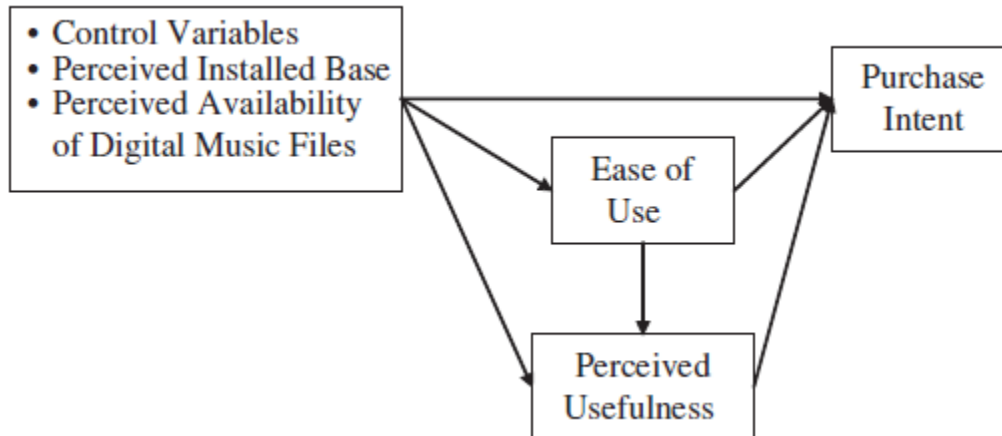 • Control Variables
• Perceived Installed Base
• Perceived Availability
of Digital Music Files
Purchase
Intent
Ease of
Use
Perceived
Usefulness